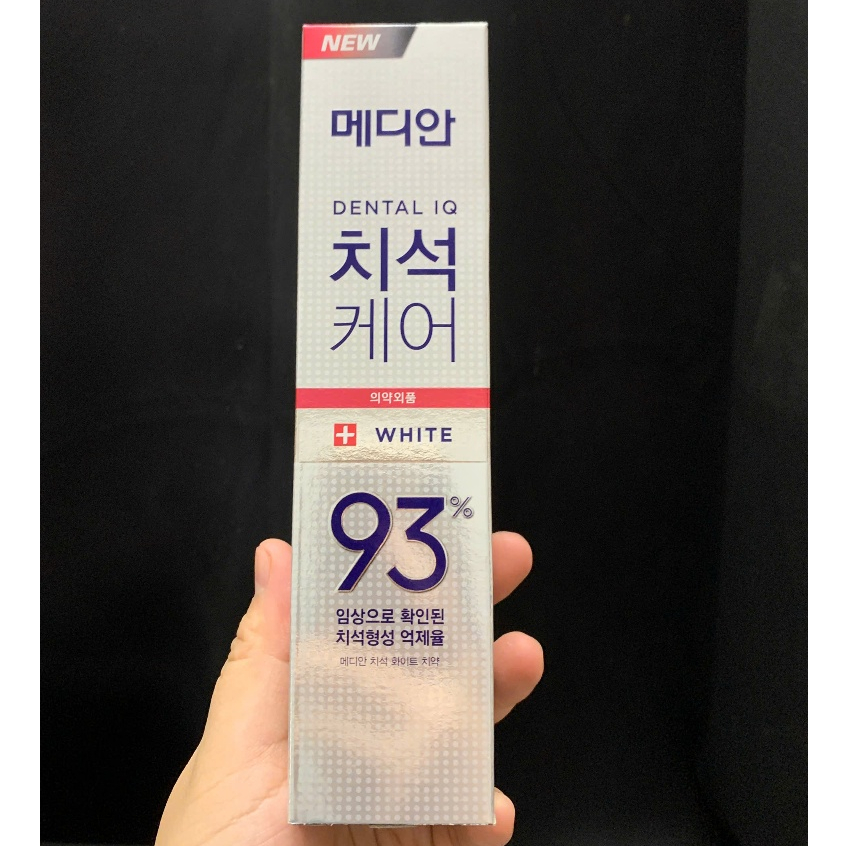 NEW
메디안
DENTAL IQ
치석
케어
의약외품
WHITE
93%
임상으로 확인된
치석형성 억제율
메디안 치석 화이트 치약